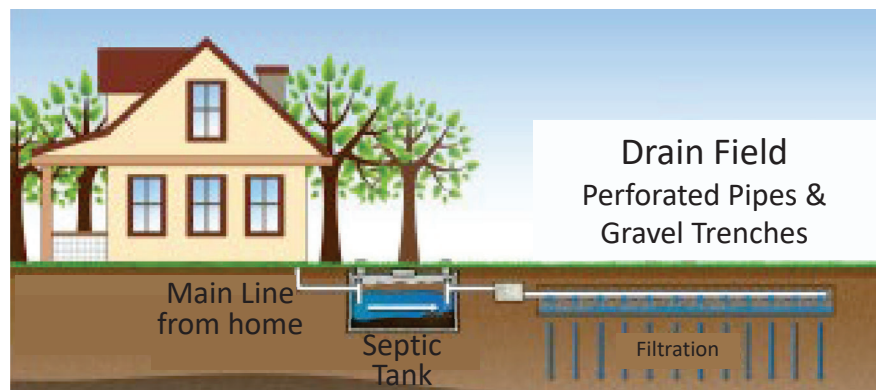 Drain Field
Perforated Pipes &
Gravel Trenches
Main Line
from home
Septic
Tank
Filtration